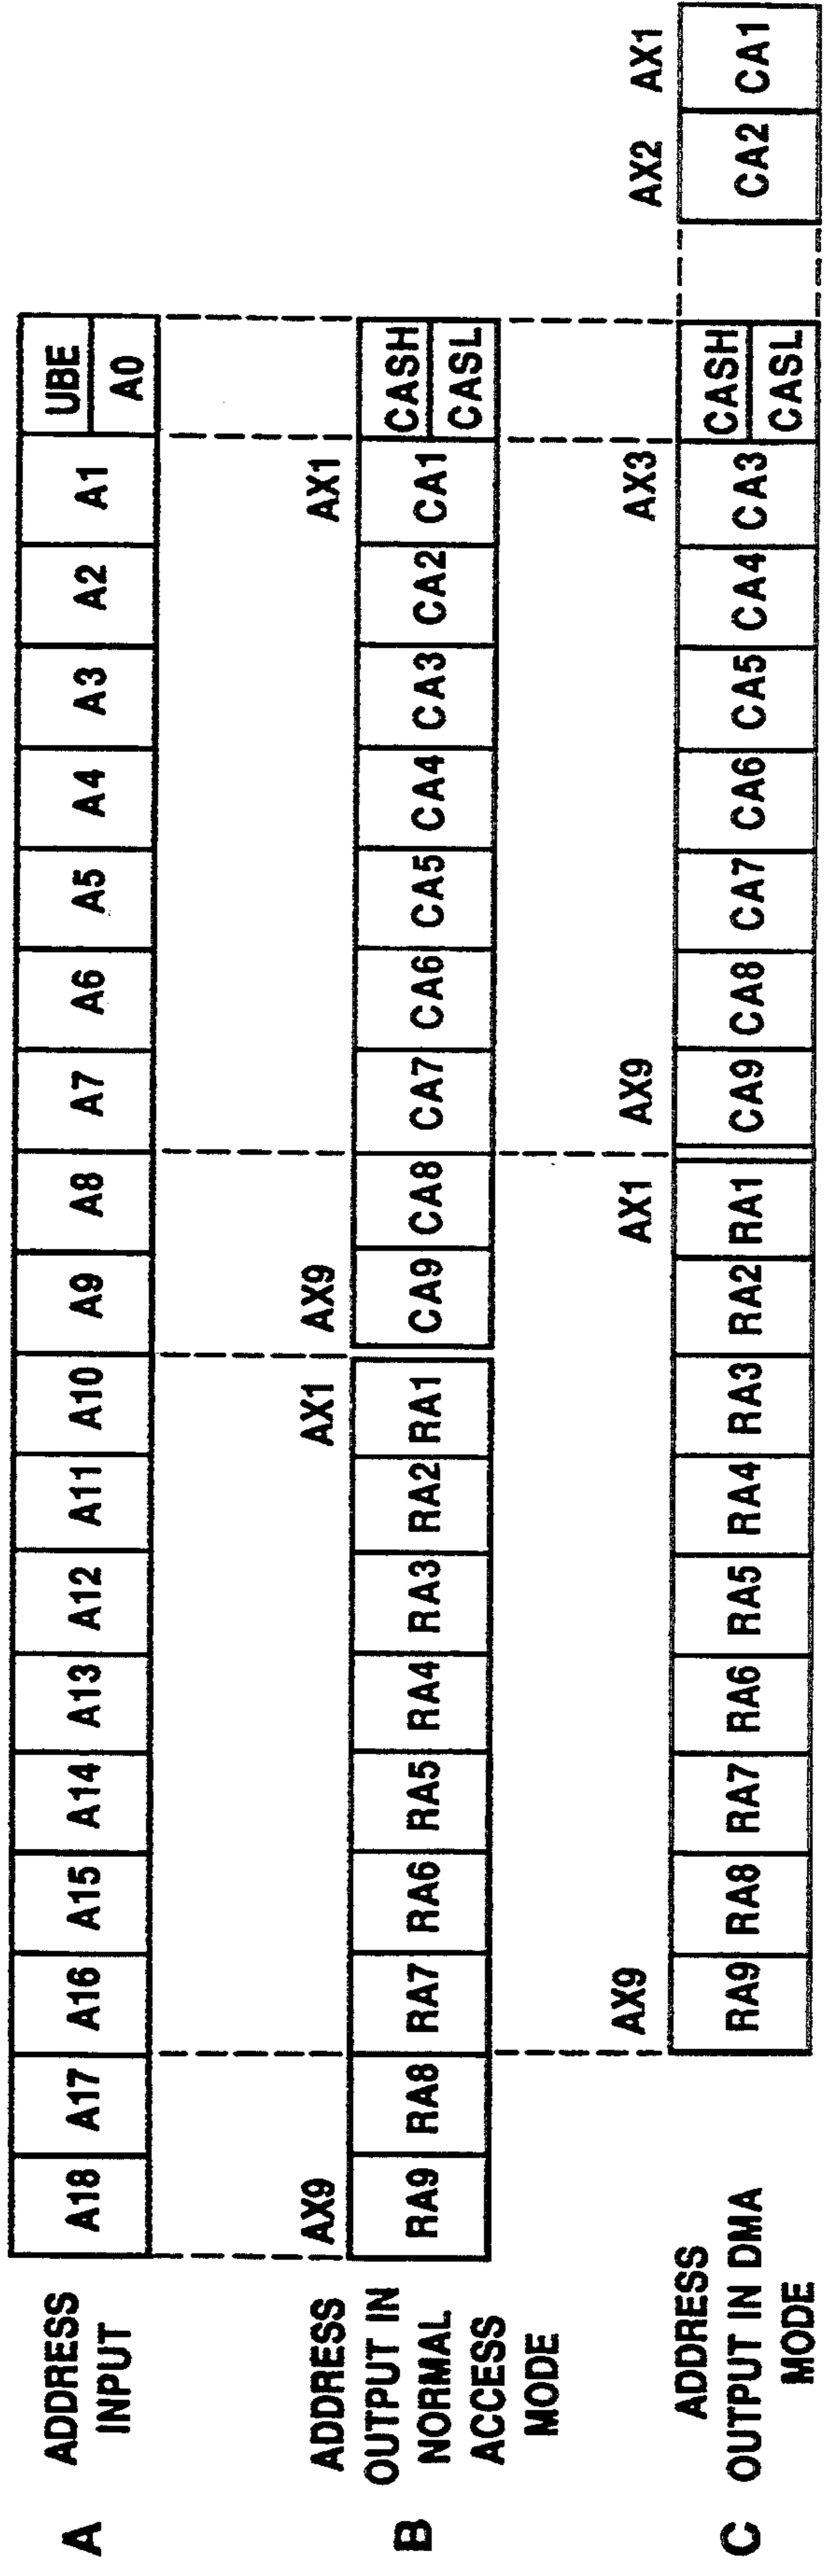 A ADDRESS INPUT
A18 A17 A16 A15 A14 A13 A12 A11 A10 A9 A8 A7 A6 A5 A4 A3 A2 A1 UBE
A0
AX9 AX1 AX9 AX1
B ADDRESS OUTPUT IN NORMAL ACCESS MODE
RA9 RA8 RA7 RA6 RA5 RA4 RA3 RA2 RA1 CA9 CA8 CA7 CA6 CA5 CA4 CA3 CA2 CA1 CASH
CASL
AX9 AX1 AX9 AX3 AX2 AX1
C ADDRESS OUTPUT IN DMA MODE
RA9 RA8 RA7 RA6 RA5 RA4 RA3 RA2 RA1 CA9 CA8 CA7 CA6 CA5 CA4 CA3 CASH CA2 CA1
CASL